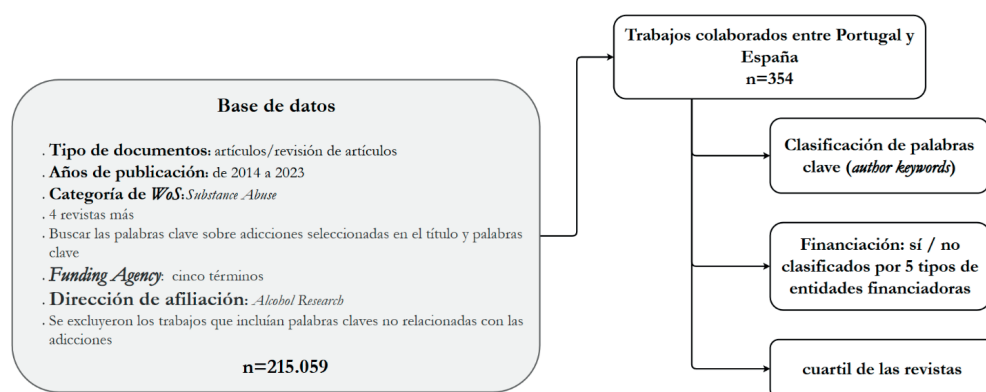 Base de datos
. Tipo de documentos: artículos/revisión de artículos
. Años de publicación: de 2014 a 2023
. Categoría de WoS: Substance Abuse
. 4 revistas más
. Buscar las palabras clave sobre adicciones seleccionadas en el título y palabras
clave
. Funding Agency: cinco términos
. Dirección de afiliación: Alcohol Research
. Se excluyeron los trabajos que incluían palabras claves no relacionadas con las
adicciones
n=215.059
Trabajos colaborados entre Portugal y
España
n=354
Clasificación de palabras
clave (author keywords)
Financiación: sí / no
clasificados por 5 tipos de
entidades financiadoras
cuartil de las revistas